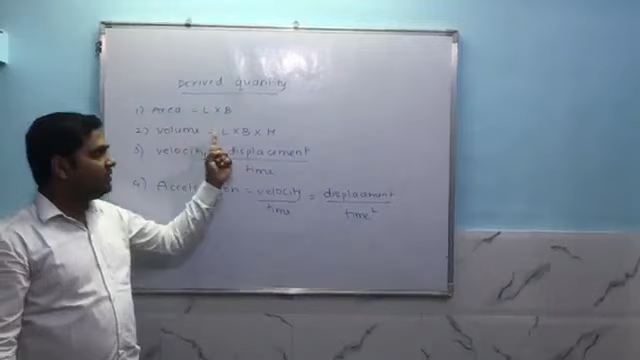 Derived quantity
1) Area = L × B
2) Volume = L × B × H
3) velocity = displacement / time
4) Acceleration = velocity / time = displacement / time²